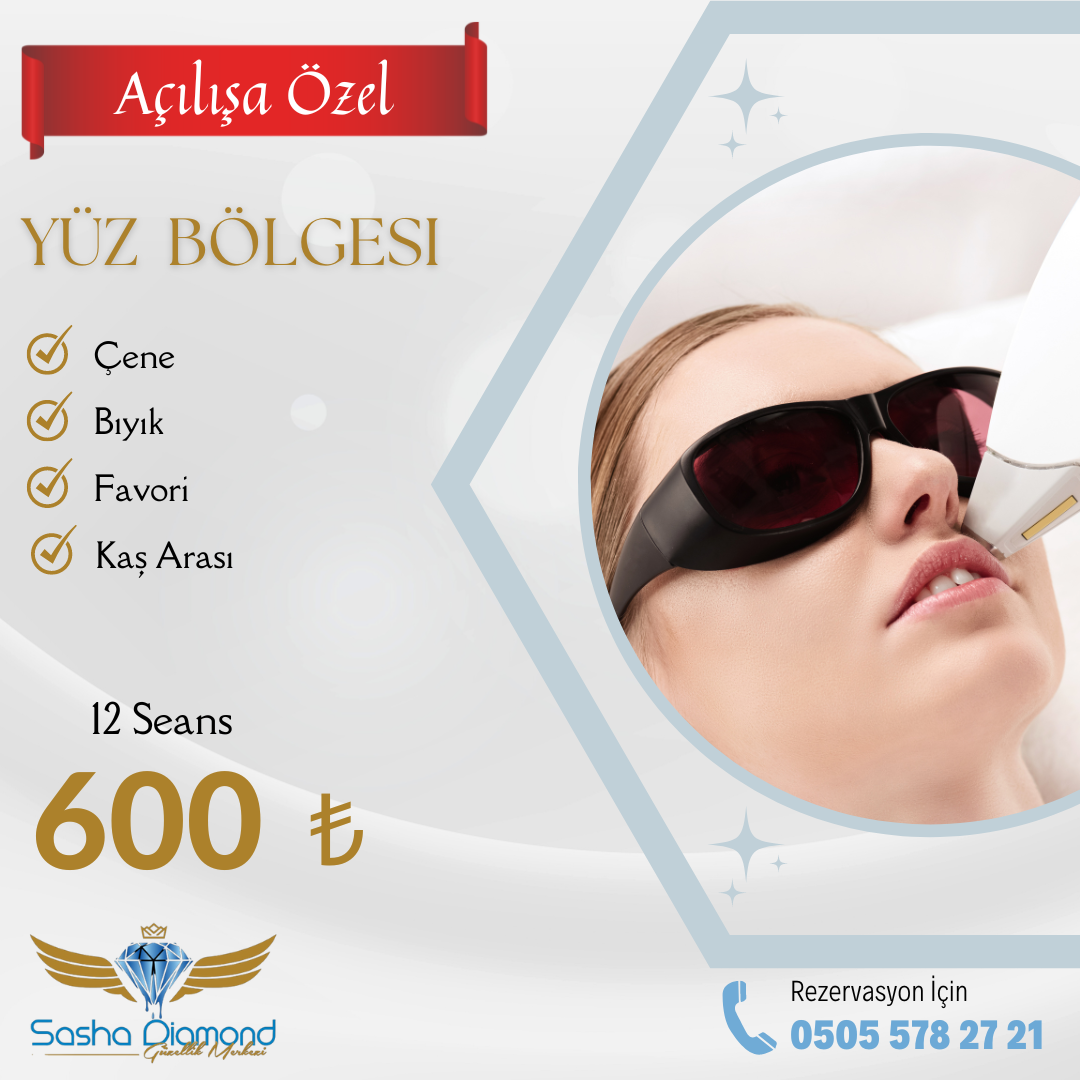 Açılışa Özel
YÜZ BÖLGESI
Çene
Bıyık
Favori
Kaş Arası
12 Seans
600 ₺
Sasha Diamond
Güzellik Merkezi
Rezervasyon İçin
0505 578 27 21